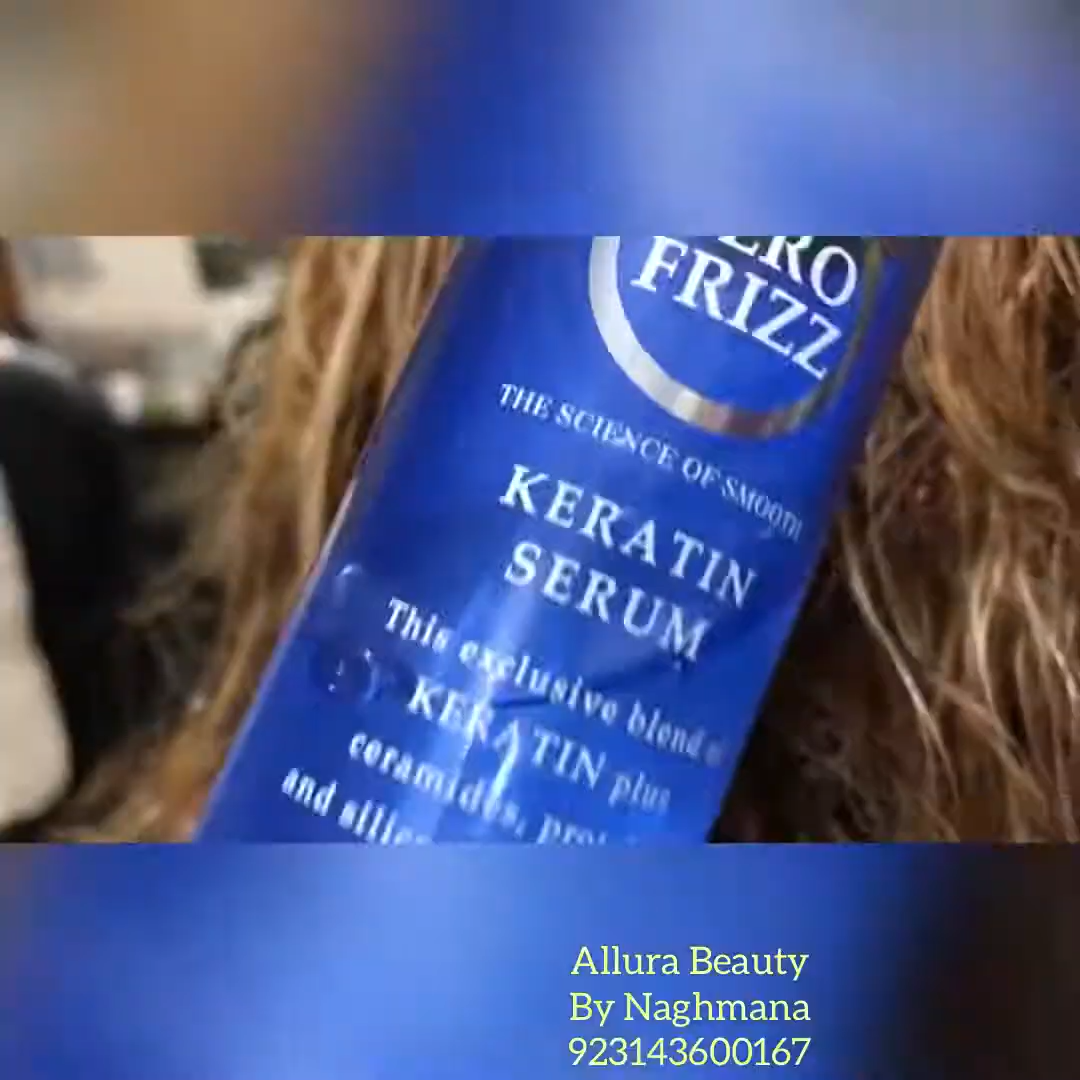 FRIZZ
THE SCIENCE OF SMOOTH
KERATIN
SERUM
This exclusive blend
KERATIN plus
ceramides,
and
Allura Beauty
By Naghmana
923143600167